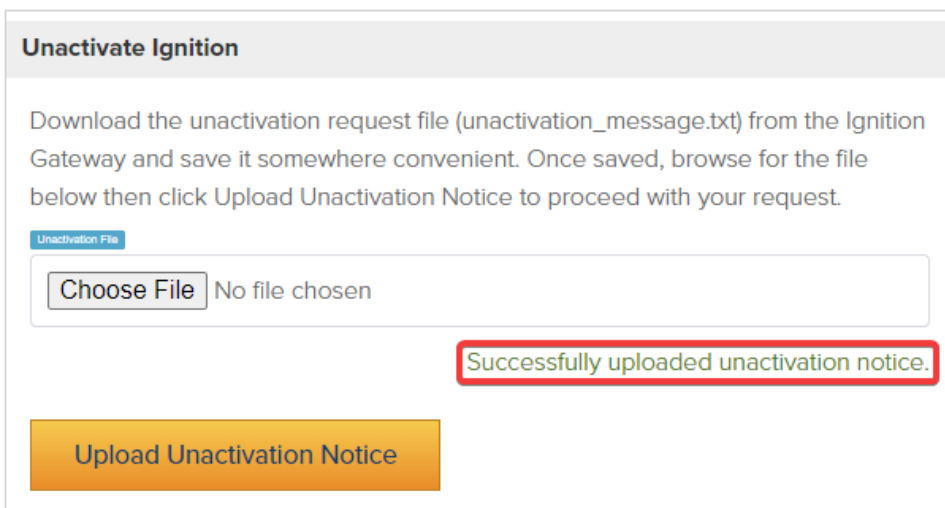 Unactivate Ignition
Download the unactivation request file (unactivation_message.txt) from the Ignition
Gateway and save it somewhere convenient. Once saved, browse for the file
below then click Upload Unactivation Notice to proceed with your request.
Unactivation File
Choose File No file chosen
Successfully uploaded unactivation notice.
Upload Unactivation Notice